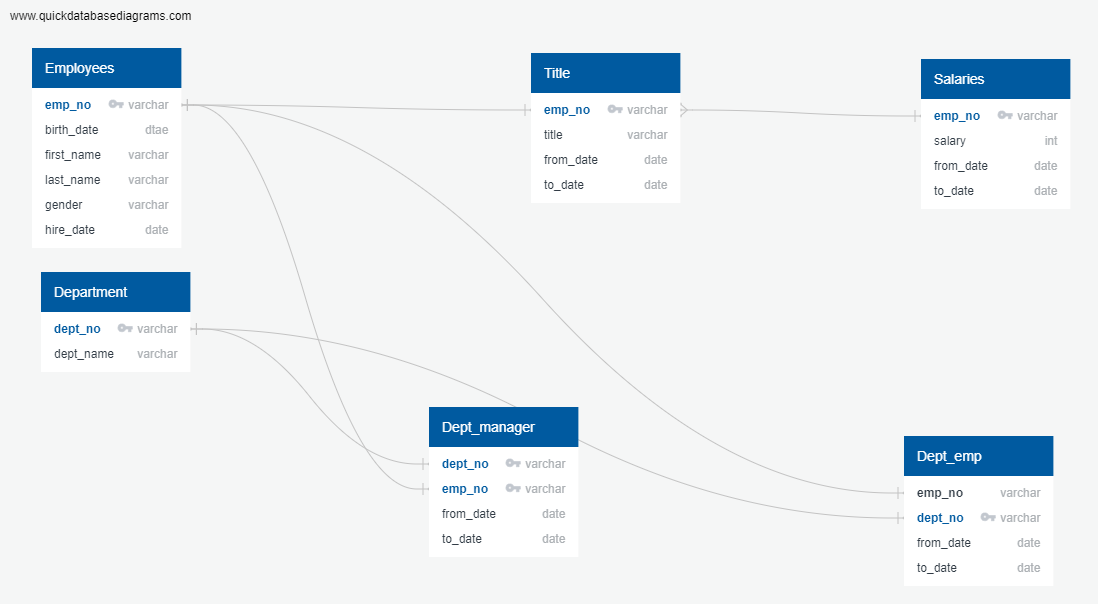 www.quickdatabasediagrams.com
Employees
emp_no varchar
birth_date dtae
first_name varchar
last_name varchar
gender varchar
hire_date date
Title
emp_no varchar
title varchar
from_date date
to_date date
Salaries
emp_no varchar
salary int
from_date date
to_date date
Department
dept_no varchar
dept_name varchar
Dept_manager
dept_no varchar
emp_no varchar
from_date date
to_date date
Dept_emp
emp_no varchar
dept_no varchar
from_date date
to_date date